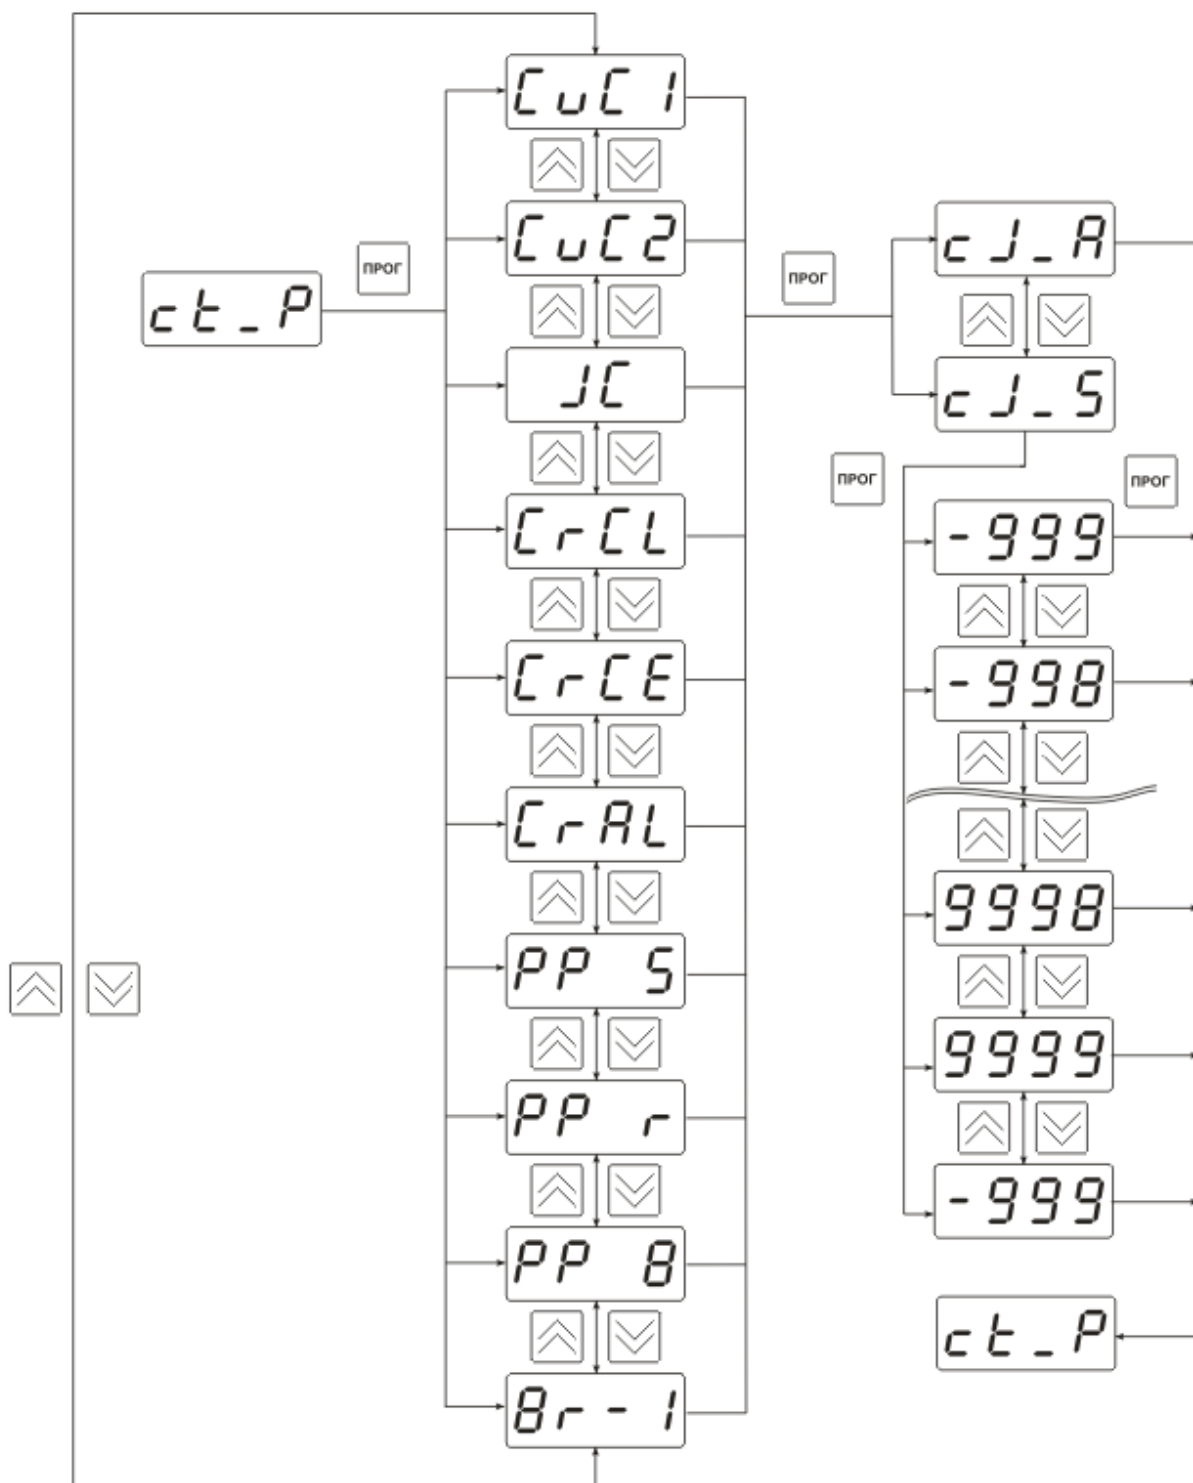 CuC1
CuC2
ПРОГ
ct_P
JC
CrCL
CrCE
CrAL
PP S
PP r
PP 8
8r-1
ПРОГ
cJ_A
cJ_S
ПРОГ
ПРОГ
-999
-998
9998
9999
-999
ct_P